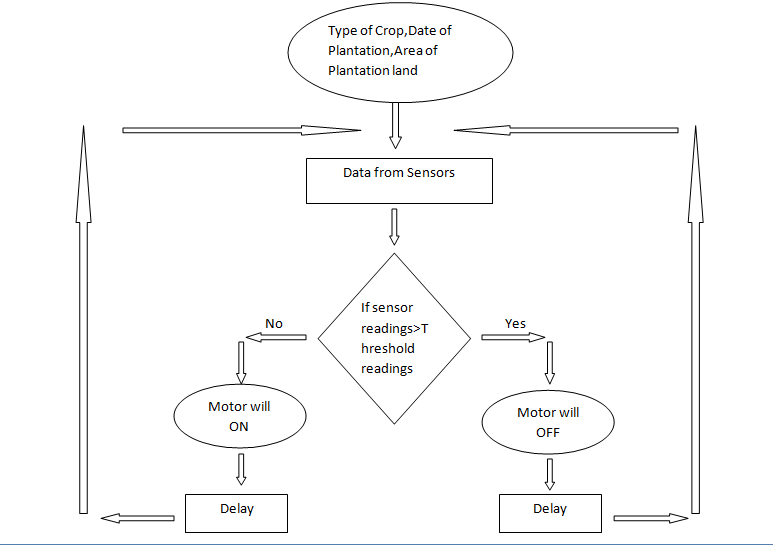 Type of Crop,Date of
Plantation,Area of
Plantation land
Data from Sensors
If sensor
readings>T
hreshold
readings
No
Yes
Motor will
ON
Motor will
OFF
Delay
Delay